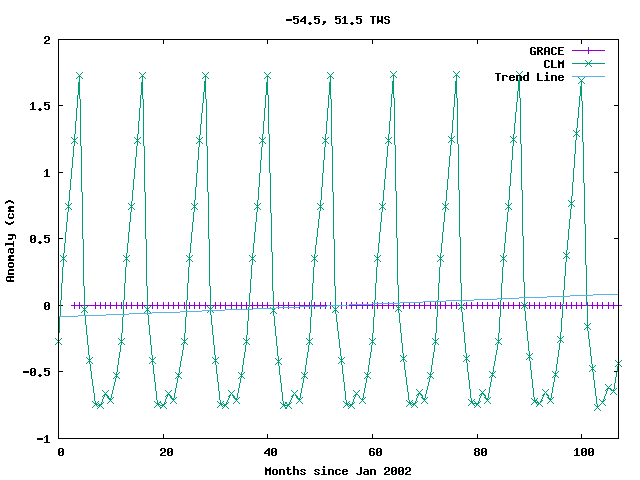 -54.5, 51.5 TWS
GRACE
CLM
Trend Line
2
1.5
1
0.5
0
-0.5
-1
Anomaly (cm)
0 20 40 60 80 100
Months since Jan 2002